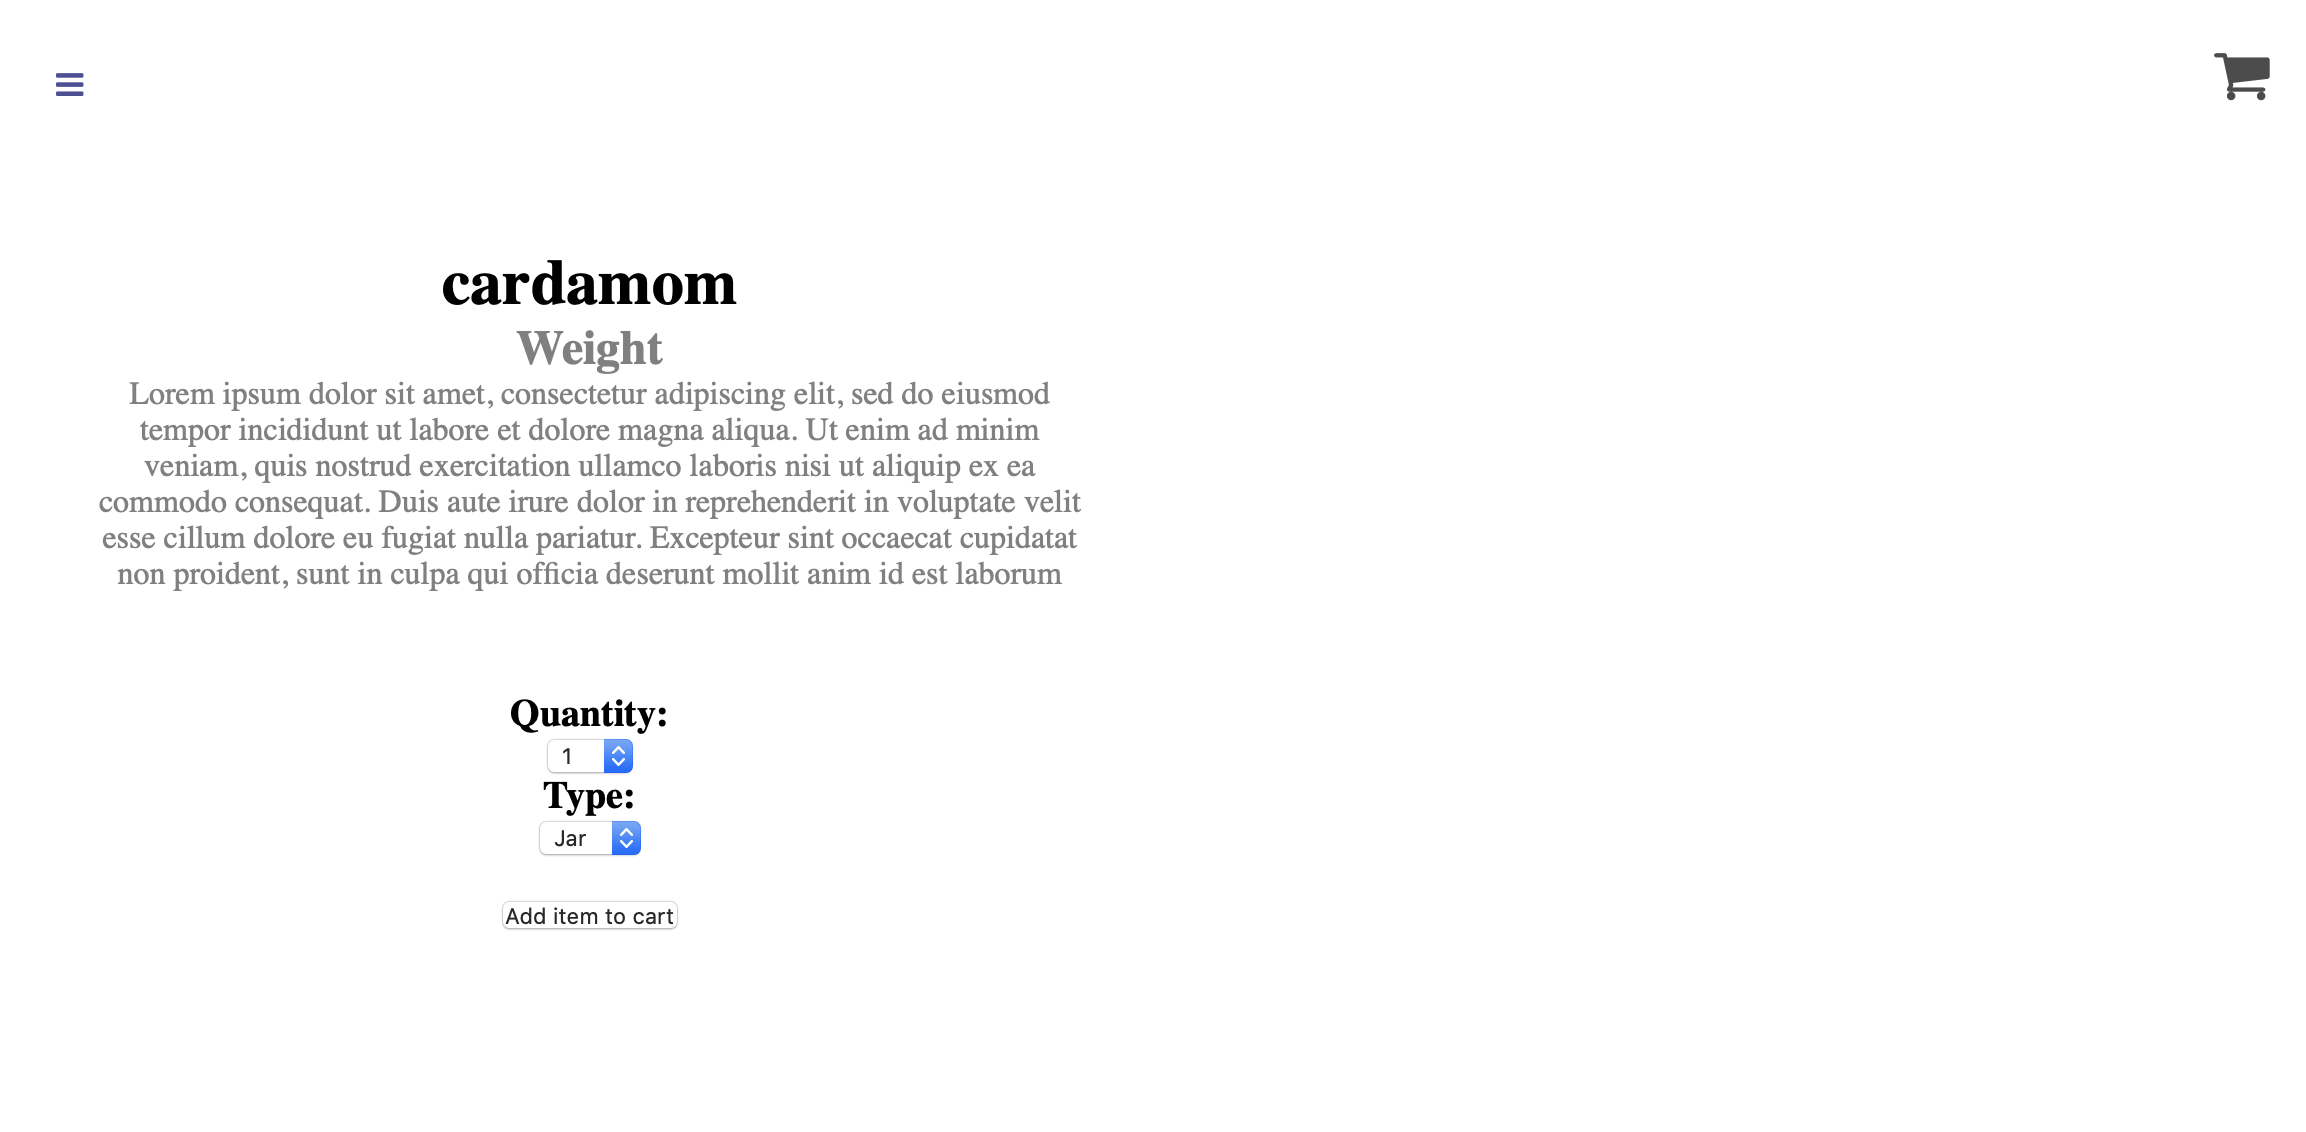 cardamom
Weight
Lorem ipsum dolor sit amet, consectetur adipiscing elit, sed do eiusmod
tempor incididunt ut labore et dolore magna aliqua. Ut enim ad minim
veniam, quis nostrud exercitation ullamco laboris nisi ut aliquip ex ea
commodo consequat. Duis aute irure dolor in reprehenderit in voluptate velit
esse cillum dolore eu fugiat nulla pariatur. Excepteur sint occaecat cupidatat
non proident, sunt in culpa qui officia deserunt mollit anim id est laborum
Quantity:
1
Type:
Jar
Add item to cart